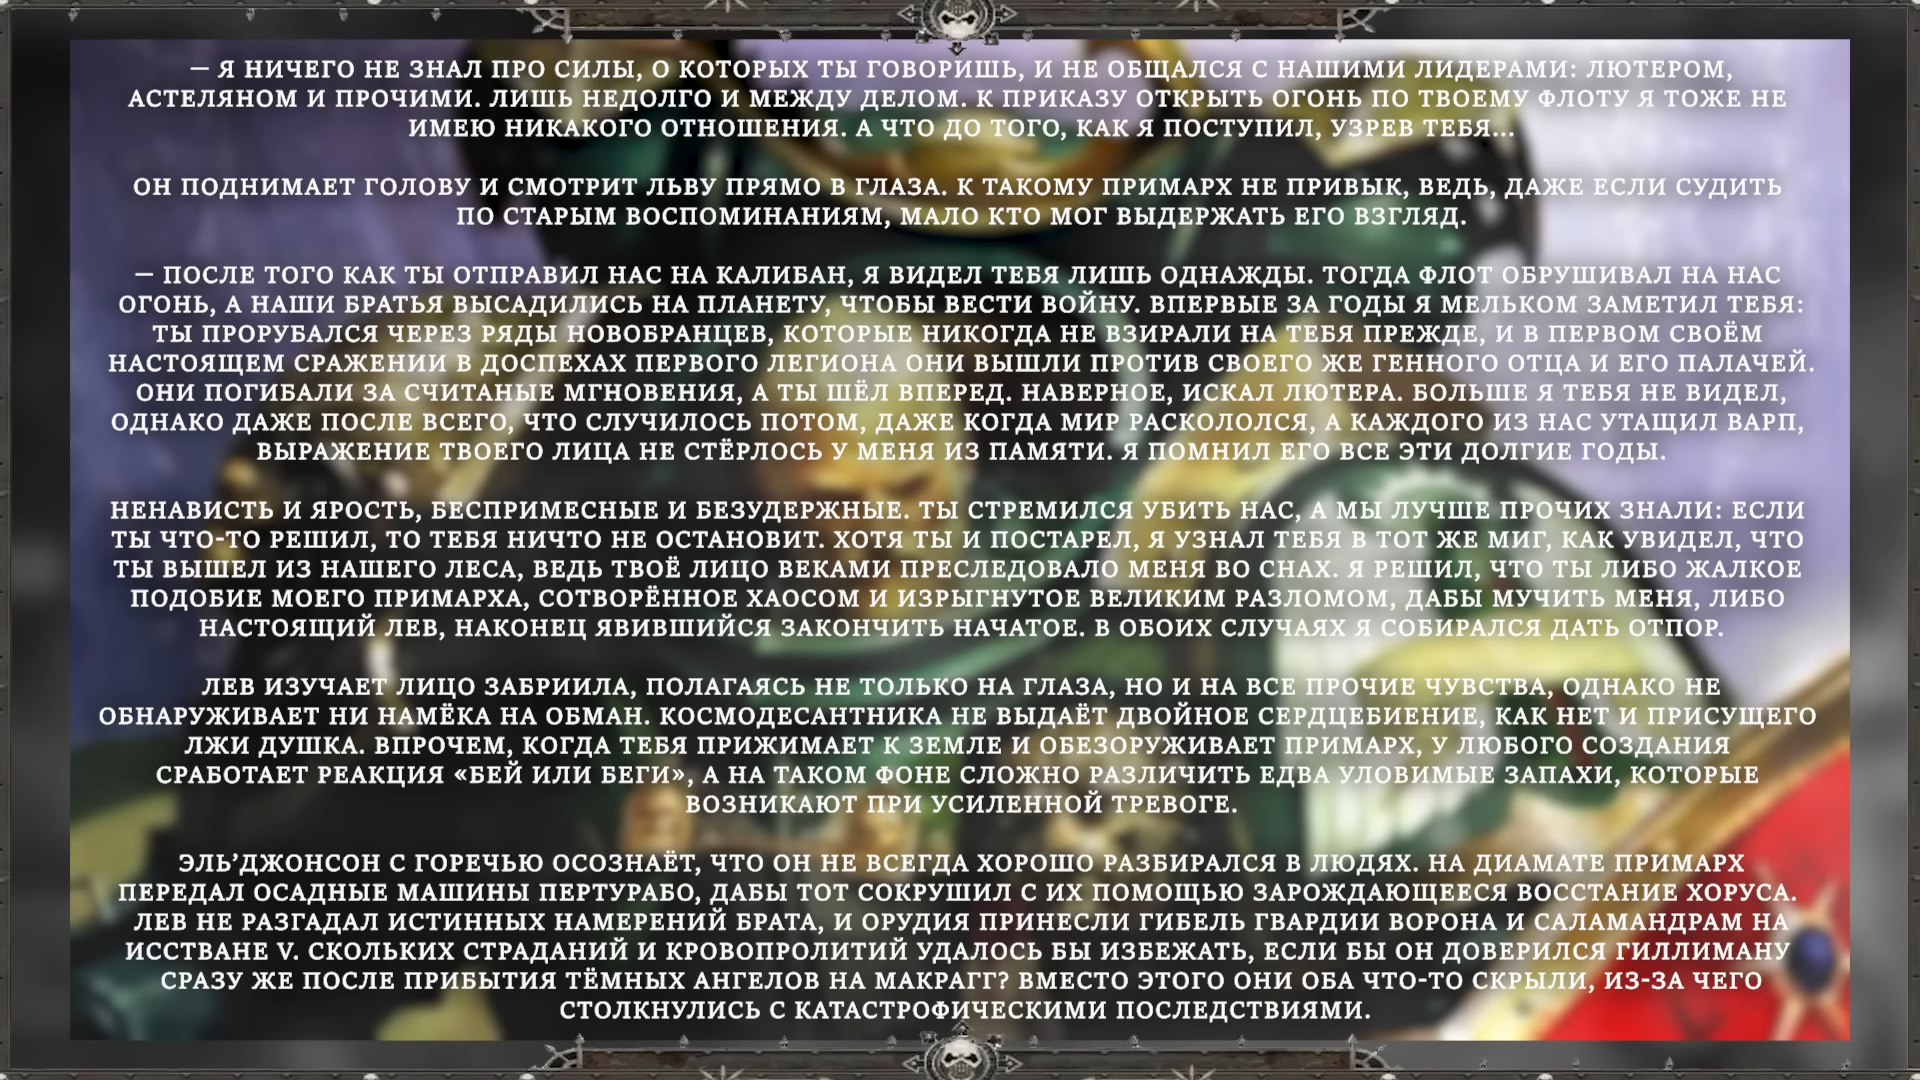 — Я НИЧЕГО НЕ ЗНАЛ ПРО СИЛЫ, О КОТОРЫХ ТЫ ГОВОРИШЬ, И НЕ ОБЩАЛСЯ С НАШИМИ ЛИДЕРАМИ: ЛЮТЕРОМ,
АСТЕЛЯНОМ И ПРОЧИМИ. ЛИШЬ НЕДОЛГО И МЕЖДУ ДЕЛОМ. К ПРИКАЗУ ОТКРЫТЬ ОГОНЬ ПО ТВОЕМУ ФЛОТУ Я ТОЖЕ НЕ
ИМЕЮ НИКАКОГО ОТНОШЕНИЯ. А ЧТО ДО ТОГО, КАК Я ПОСТУПИЛ, УЗРЕВ ТЕБЯ...
ОН ПОДНИМАЕТ ГОЛОВУ И СМОТРИТ ЛЬВУ ПРЯМО В ГЛАЗА. К ТАКОМУ ПРИМАРХ НЕ ПРИВЫК, ВЕДЬ, ДАЖЕ ЕСЛИ СУДИТЬ
ПО СТАРЫМ ВОСПОМИНАНИЯМ, МАЛО КТО МОГ ВЫДЕРЖАТЬ ЕГО ВЗГЛЯД.
— ПОСЛЕ ТОГО КАК ТЫ ОТПРАВИЛ НАС НА КАЛИБАН, Я ВИДЕЛ ТЕБЯ ЛИШЬ ОДНАЖДЫ. ТОГДА ФЛОТ ОБРУШИВАЛ НА НАС
ОГОНЬ, А НАШИ БРАТЬЯ ВЫСАДИЛИСЬ НА ПЛАНЕТУ, ЧТОБЫ ВЕСТИ ВОЙНУ. ВПЕРВЫЕ ЗА ГОДЫ Я МЕЛЬКОМ ЗАМЕТИЛ ТЕБЯ:
ТЫ ПРОРУБАЛСЯ ЧЕРЕЗ РЯДЫ НОВОБРАНЦЕВ, КОТОРЫЕ НИКОГДА НЕ ВЗИРАЛИ НА ТЕБЯ ПРЕЖДЕ, И В ПЕРВОМ СВОЁМ
НАСТОЯЩЕМ СРАЖЕНИИ В ДОСПЕХАХ ПЕРВОГО ЛЕГИОНА ОНИ ВЫШЛИ ПРОТИВ СВОЕГО ЖЕ ГЕННОГО ОТЦА И ЕГО ПАЛАЧЕЙ.
ОНИ ПОГИБАЛИ ЗА СЧИТАНЫЕ МГНОВЕНИЯ, А ТЫ ШЁЛ ВПЕРЕД. НАВЕРНОЕ, ИСКАЛ ЛЮТЕРА. БОЛЬШЕ Я ТЕБЯ НЕ ВИДЕЛ,
ОДНАКО ДАЖЕ ПОСЛЕ ВСЕГО, ЧТО СЛУЧИЛОСЬ ПОТОМ, ДАЖЕ КОГДА МИР РАСКОЛОЛСЯ, А КАЖДОГО ИЗ НАС УТАЩИЛ ВАРП,
ВЫРАЖЕНИЕ ТВОЕГО ЛИЦА НЕ СТЁРЛОСЬ У МЕНЯ ИЗ ПАМЯТИ. Я ПОМНИЛ ЕГО ВСЕ ЭТИ ДОЛГИЕ ГОДЫ.
НЕНАВИСТЬ И ЯРОСТЬ, БЕСПРИМЕСНЫЕ И БЕЗУДЕРЖНЫЕ. ТЫ СТРЕМИЛСЯ УБИТЬ НАС, А МЫ ЛУЧШЕ ПРОЧИХ ЗНАЛИ: ЕСЛИ
ТЫ ЧТО-ТО РЕШИЛ, ТО ТЕБЯ НИЧТО НЕ ОСТАНОВИТ. ХОТЯ ТЫ И ПОСТАРЕЛ, Я УЗНАЛ ТЕБЯ В ТОТ ЖЕ МИГ, КАК УВИДЕЛ, ЧТО
ТЫ ВЫШЕЛ ИЗ НАШЕГО ЛЕСА, ВЕДЬ ТВОЁ ЛИЦО ВЕКАМИ ПРЕСЛЕДОВАЛО МЕНЯ ВО СНАХ. Я РЕШИЛ, ЧТО ТЫ ЛИБО ЖАЛКОЕ
ПОДОБИЕ МОЕГО ПРИМАРХА, СОТВОРЁННОЕ ХАОСОМ И ИЗРЫГНУТОЕ ВЕЛИКИМ РАЗЛОМОМ, ДАБЫ МУЧИТЬ МЕНЯ, ЛИБО
НАСТОЯЩИЙ ЛЕВ, НАКОНЕЦ ЯВИВШИЙСЯ ЗАКОНЧИТЬ НАЧАТОЕ. В ОБОИХ СЛУЧАЯХ Я СОБИРАЛСЯ ДАТЬ ОТПОР.
ЛЕВ ИЗУЧАЕТ ЛИЦО ЗАБРИИЛА, ПОЛАГАЯСЬ НЕ ТОЛЬКО НА ГЛАЗА, НО И НА ВСЕ ПРОЧИЕ ЧУВСТВА, ОДНАКО НЕ
ОБНАРУЖИВАЕТ НИ НАМЁКА НА ОБМАН. КОСМОДЕСАНТНИКА НЕ ВЫДАЁТ ДВОЙНОЕ СЕРДЦЕБИЕНИЕ, КАК НЕТ И ПРИСУЩЕГО
ЛЖИ ДУШКА. ВПРОЧЕМ, КОГДА ТЕБЯ ПРИЖИМАЕТ К ЗЕМЛЕ И ОБЕЗОРУЖИВАЕТ ПРИМАРХ, У ЛЮБОГО СОЗДАНИЯ
СРАБОТАЕТ РЕАКЦИЯ «БЕЙ ИЛИ БЕГИ», А НА ТАКОМ ФОНЕ СЛОЖНО РАЗЛИЧИТЬ ЕДВА УЛОВИМЫЕ ЗАПАХИ, КОТОРЫЕ
ВОЗНИКАЮТ ПРИ УСИЛЕННОЙ ТРЕВОГЕ.
ЭЛЬ’ДЖОНСОН С ГОРЕЧЬЮ ОСОЗНАЁТ, ЧТО ОН НЕ ВСЕГДА ХОРОШО РАЗБИРАЛСЯ В ЛЮДЯХ. НА ДИАМАТЕ ПРИМАРХ
ПЕРЕДАЛ ОСАДНЫЕ МАШИНЫ ПЕРТУРАБО, ДАБЫ ТОТ СОКРУШИЛ С ИХ ПОМОЩЬЮ ЗАРОЖДАЮЩЕЕСЯ ВОССТАНИЕ ХОРУСА.
ЛЕВ НЕ РАЗГАДАЛ ИСТИННЫХ НАМЕРЕНИЙ БРАТА, И ОРУДИЯ ПРИНЕСЛИ ГИБЕЛЬ ГВАРДИИ ВОРОНА И САЛАМАНДРАМ НА
ИССТВАНЕ V. СКОЛЬКИХ СТРАДАНИЙ И КРОВОПРОЛИТИЙ УДАЛОСЬ БЫ ИЗБЕЖАТЬ, ЕСЛИ БЫ ОН ДОВЕРИЛСЯ ГИЛЛИМАНУ
СРАЗУ ЖЕ ПОСЛЕ ПРИБЫТИЯ ТЁМНЫХ АНГЕЛОВ НА МАКРАГГ? ВМЕСТО ЭТОГО ОНИ ОБА ЧТО-ТО СКРЫЛИ, ИЗ-ЗА ЧЕГО
СТОЛКНУЛИСЬ С КАТАСТРОФИЧЕСКИМИ ПОСЛЕДСТВИЯМИ.